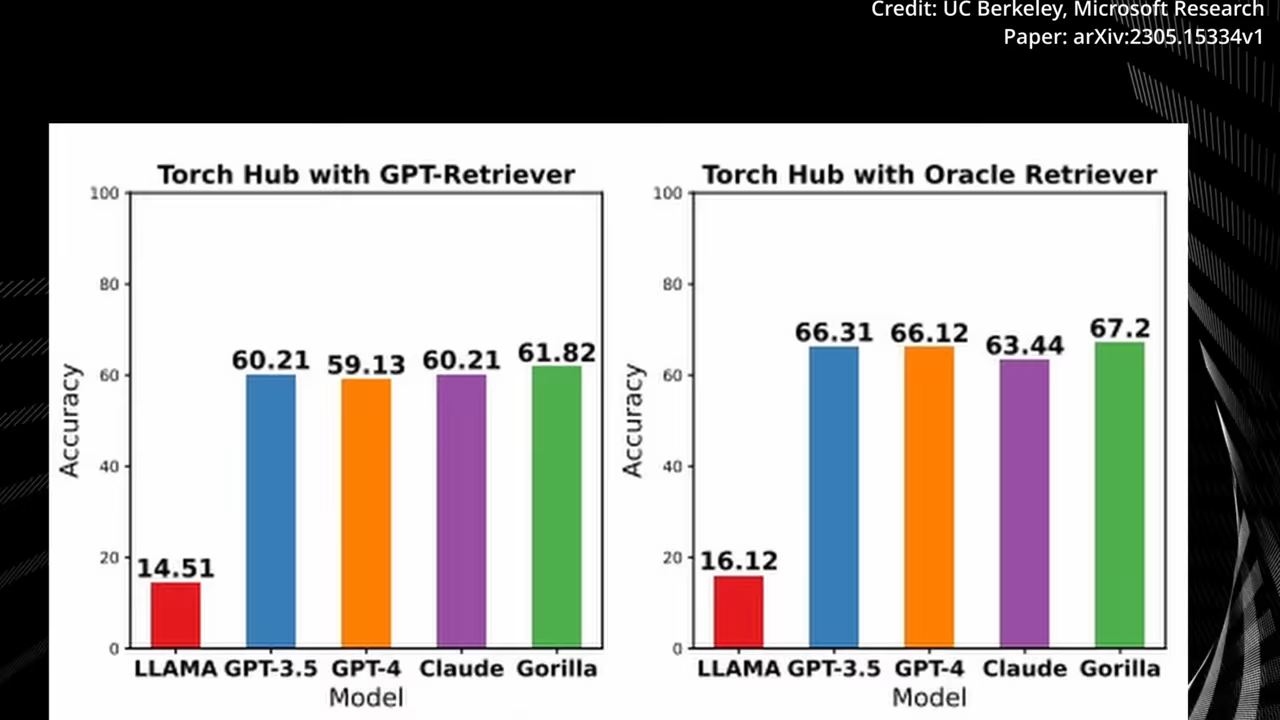 Credit: UC Berkeley, Microsoft Research
Paper: arXiv:2305.15334v1
Torch Hub with GPT-Retriever
100
80
60
40
20
0
Accuracy
14.51
60.21
59.13
60.21
61.82
LLAMA GPT-3.5 GPT-4 Claude Gorilla
Model
Torch Hub with Oracle Retriever
100
80
60
40
20
0
Accuracy
16.12
66.31
66.12
63.44
67.2
LLAMA GPT-3.5 GPT-4 Claude Gorilla
Model